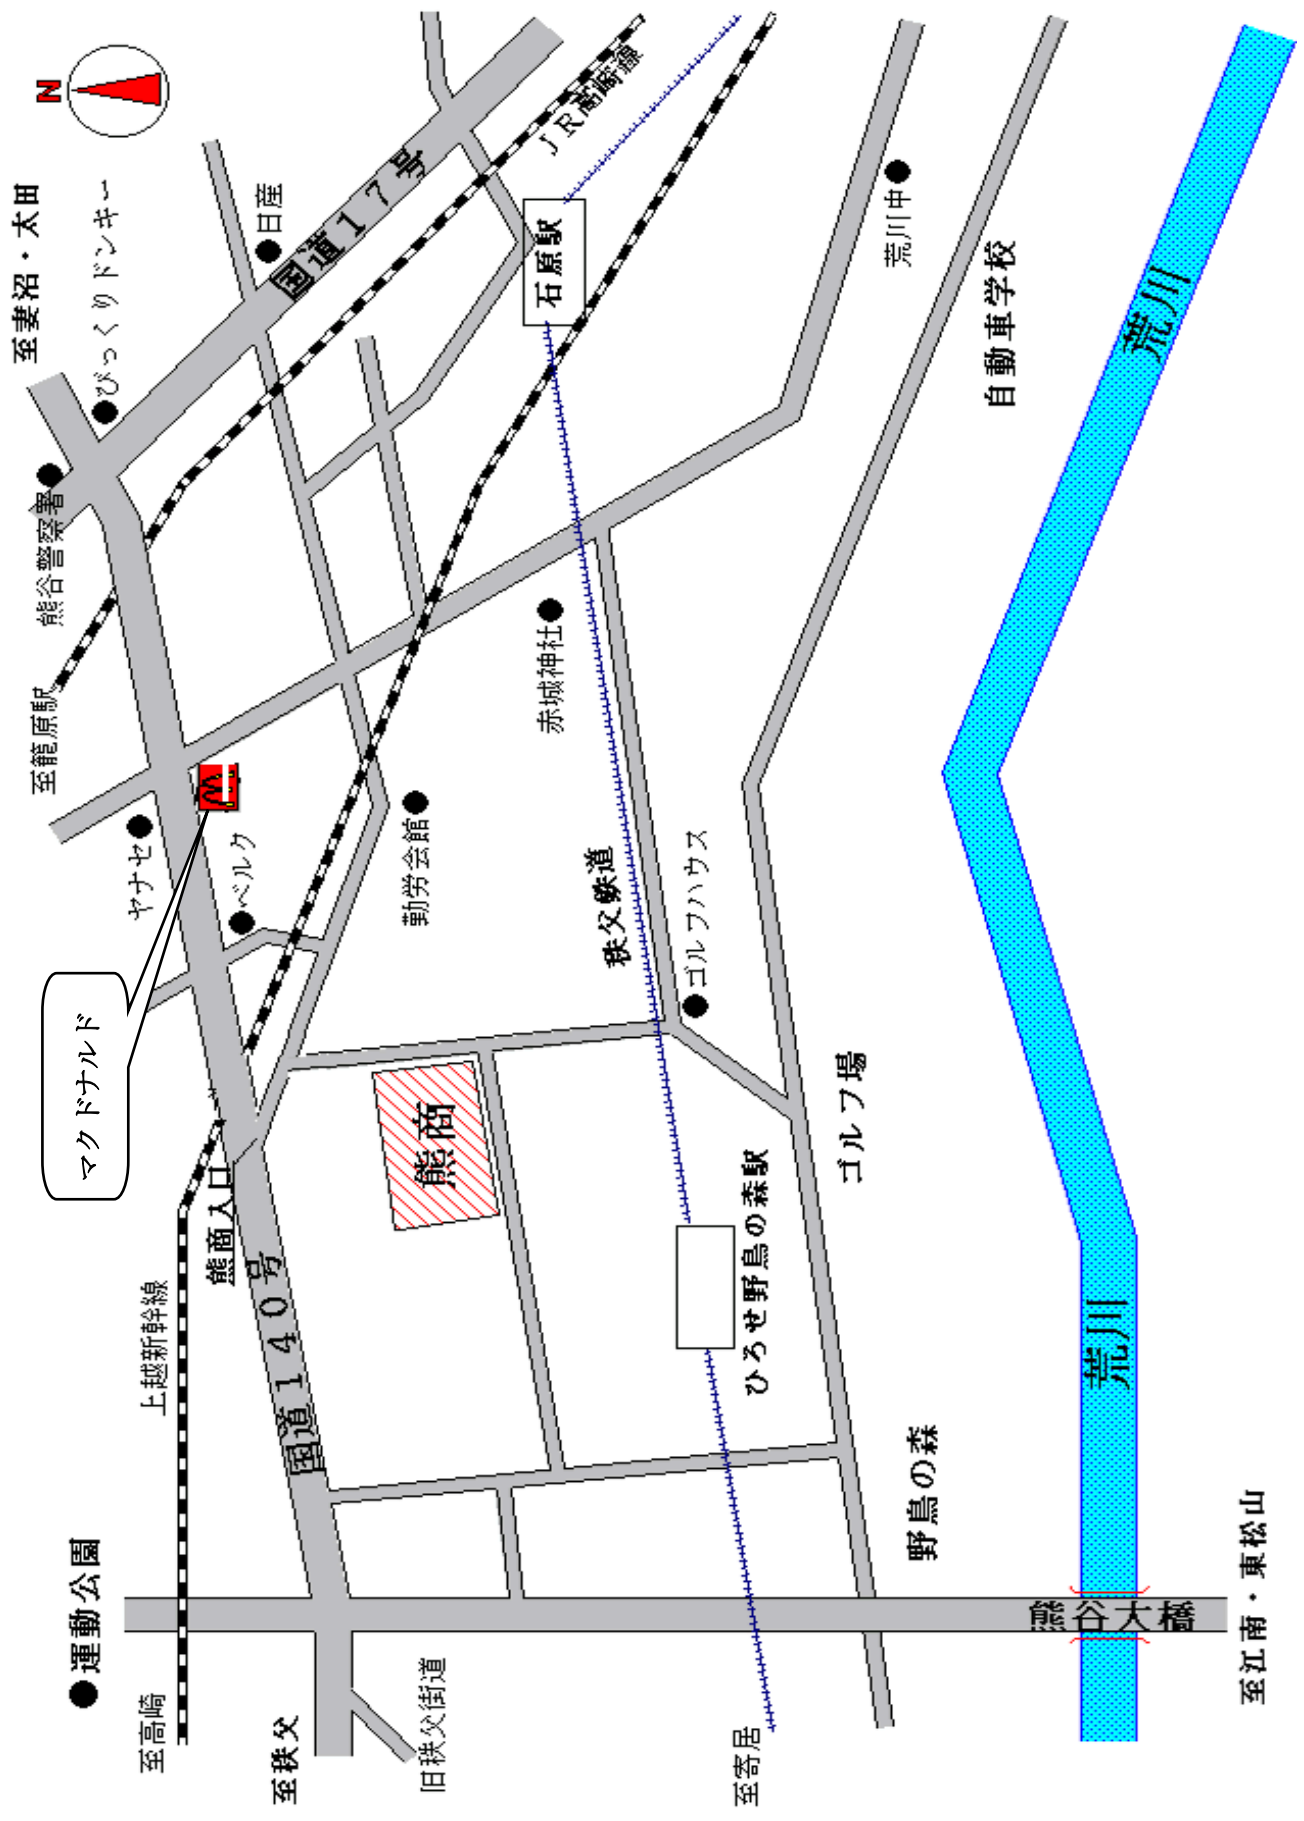 N
至妻沼・太田
びっくりドンキー
日産
国道17号
JR高崎線
石原駅
荒川中
自動車学校
荒川
熊谷警察署
至籠原駅
ヤナセ
ベルク
勤労会館
赤城神社
秩父鉄道
ゴルフハウス
マクドナルド
熊商
熊商入口
国道140号
上越新幹線
ゴルフ場
ひろせ野鳥の森駅
野鳥の森
荒川
熊谷大橋
至江南・東松山
運動公園
至高崎
至秩父
旧秩父街道
至寄居